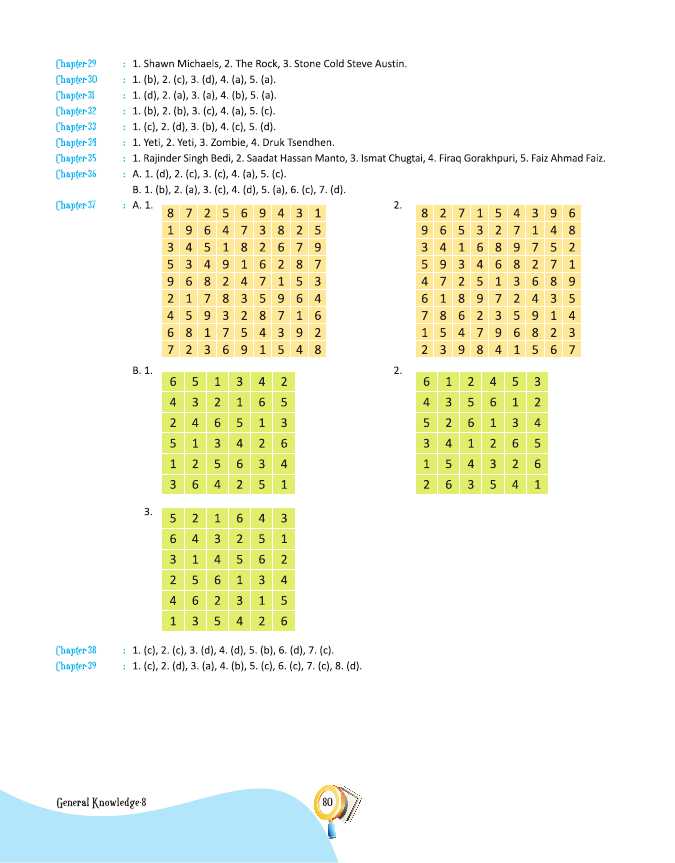 Chapter-29 : 1. Shawn Michaels, 2. The Rock, 3. Stone Cold Steve Austin.
Chapter-30 : 1. (b), 2. (c), 3. (d), 4. (a), 5. (a).
Chapter-31 : 1. (d), 2. (a), 3. (a), 4. (b), 5. (a).
Chapter-32 : 1. (b), 2. (b), 3. (c), 4. (a), 5. (c).
Chapter-33 : 1. (c), 2. (d), 3. (b), 4. (c), 5. (d).
Chapter-34 : 1. Yeti, 2. Yeti, 3. Zombie, 4. Druk Tsendhen.
Chapter-35 : 1. Rajinder Singh Bedi, 2. Saadat Hassan Manto, 3. Ismat Chugtai, 4. Firaq Gorakhpuri, 5. Faiz Ahmad Faiz.
Chapter-36 : A. 1. (d), 2. (c), 3. (c), 4. (a), 5. (c).
B. 1. (b), 2. (a), 3. (c), 4. (d), 5. (a), 6. (c), 7. (d).
Chapter-37 : A. 1.
8 7 2 5 6 9 4 3 1
1 9 6 4 7 3 8 2 5
3 4 5 1 8 2 6 7 9
5 3 4 9 1 6 2 8 7
9 6 8 2 4 7 1 5 3
2 1 7 8 3 5 9 6 4
4 5 9 3 2 8 7 1 6
6 8 1 7 5 4 3 9 2
7 2 3 6 9 1 5 4 8
2.
8 2 7 1 5 4 3 9 6
9 6 5 3 2 7 1 4 8
3 4 1 6 8 9 7 5 2
5 9 3 4 6 8 2 7 1
4 7 2 5 1 3 6 8 9
6 1 8 9 7 2 4 3 5
7 8 6 2 3 5 9 1 4
1 5 4 7 9 6 8 2 3
2 3 9 8 4 1 5 6 7
B. 1.
6 5 1 3 4 2
4 3 2 1 6 5
2 4 6 5 1 3
5 1 3 4 2 6
1 2 5 6 3 4
3 6 4 2 5 1
2.
6 1 2 4 5 3
4 3 5 6 1 2
5 2 6 1 3 4
3 4 1 2 6 5
1 5 4 3 2 6
2 6 3 5 4 1
3.
5 2 1 6 4 3
6 4 3 2 5 1
3 1 4 5 6 2
2 5 6 1 3 4
4 6 2 3 1 5
1 3 5 4 2 6
Chapter-38 : 1. (c), 2. (c), 3. (d), 4. (d), 5. (b), 6. (d), 7. (c).
Chapter-39 : 1. (c), 2. (d), 3. (a), 4. (b), 5. (c), 6. (c), 7. (c), 8. (d).
General Knowledge-8
80